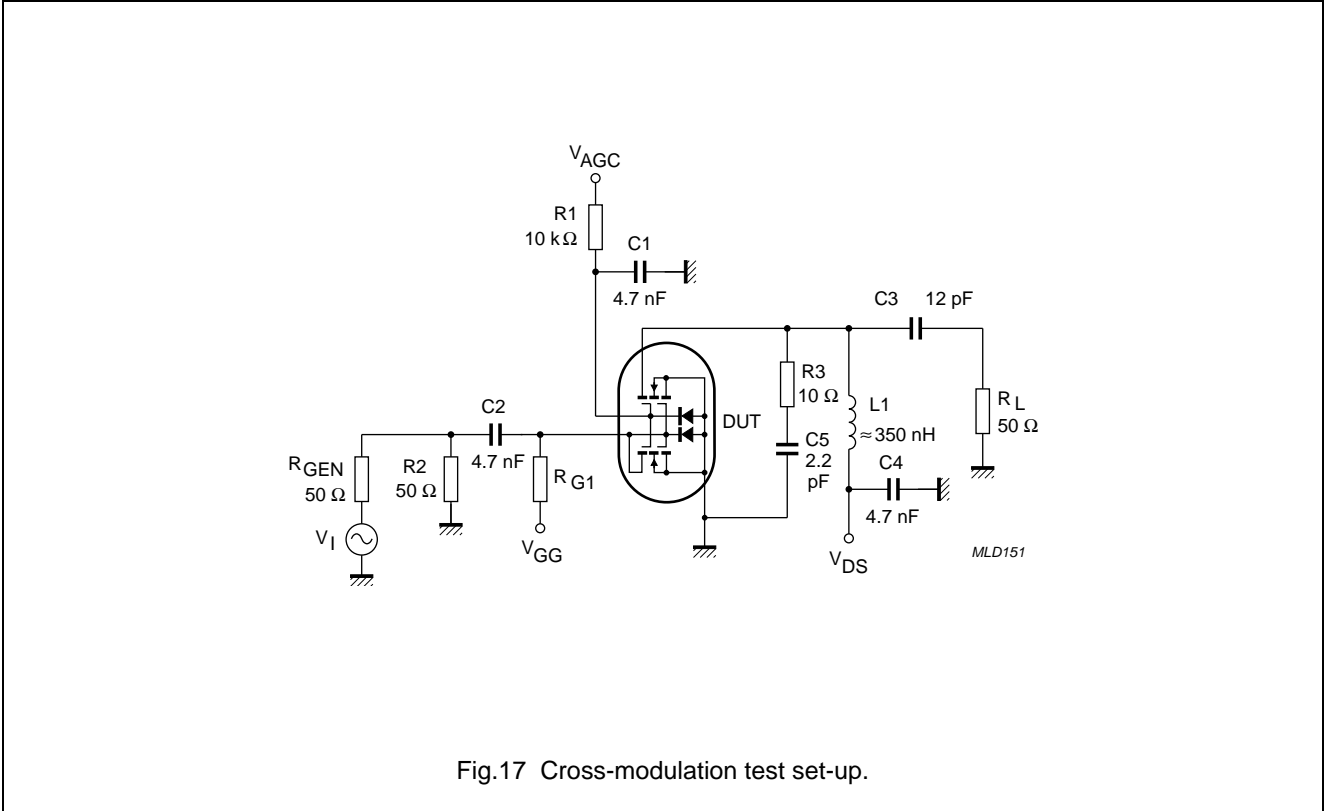 VAGC
R1
10 kΩ
C1
4.7 nF
C3 12 pF
R3
10 Ω
L1
≈350 nH
RL
50 Ω
DUT
C2
4.7 nF
C5
2.2
pF
C4
4.7 nF
RGEN
50 Ω
R2
50 Ω
RG1
VI
VGG
VDS
MLD151
Fig.17 Cross-modulation test set-up.